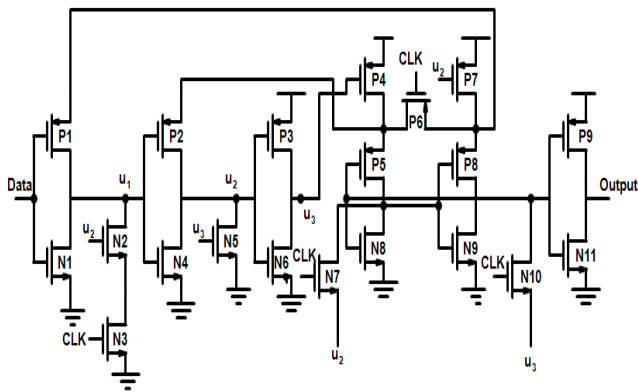 P4
CLK
u2
P7
P1
P2
P3
P6
P9
P5
P8
Data
u1
u2
u3
Output
u2
N2
u3
N5
N1
N4
N6
CLK
N7
N8
N9
CLK
N10
N11
CLK
N3
u2
u3